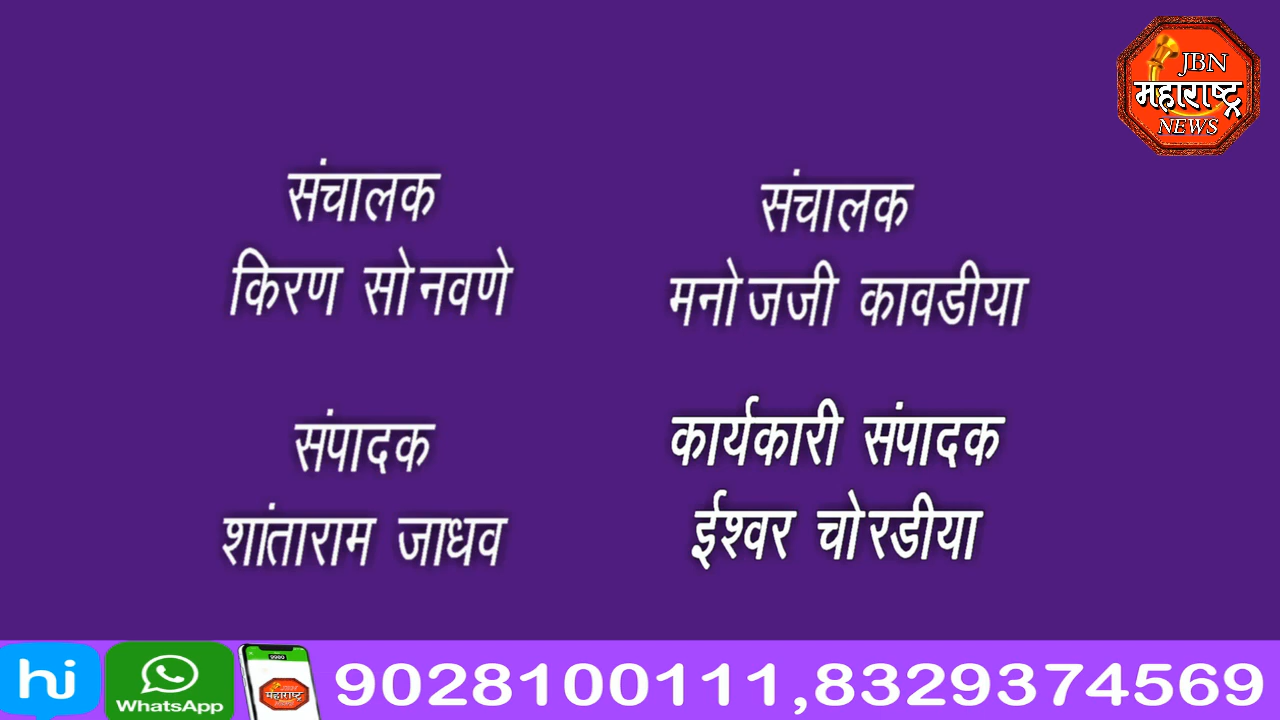 JBN
महाराष्ट्र
NEWS
संचालक
किरण सोनवणे
संचालक
मनोजजी कावडीया
संपादक
शांताराम जाधव
कार्यकारी संपादक
ईश्वर चोरडीया
hi
WhatsApp
महाराष्ट्र
9028100111,8329374569